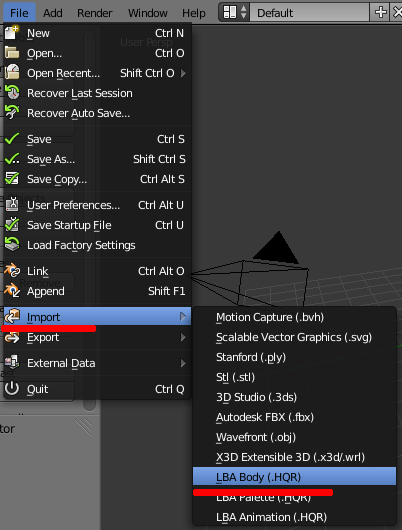 File Add Render Window Help Default
User Persp
New Ctrl N
Open... Ctrl O
Open Recent... Shift Ctrl O
Recover Last Session
Recover Auto Save...
Save Ctrl S
Save As... Shift Ctrl S
Save Copy... Ctrl Alt S
User Preferences... Ctrl Alt U
Save Startup File Ctrl U
Load Factory Settings
Link Ctrl Alt O
Append Shift F1
Import
Export
External Data
Quit Ctrl Q
Motion Capture (.bvh)
Scalable Vector Graphics (.svg)
Stanford (.ply)
Stl (.stl)
3D Studio (.3ds)
Autodesk FBX (.fbx)
Wavefront (.obj)
X3D Extensible 3D (.x3d/.wrl)
LBA Body (.HQR)
LBA Palette (.HQR)
LBA Animation (.HQR)
tor